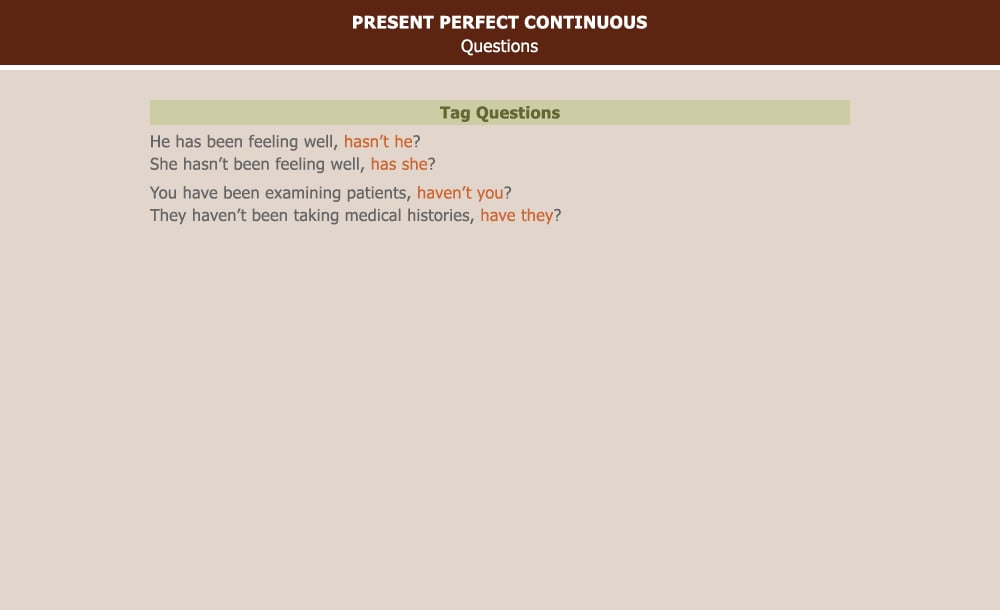 PRESENT PERFECT CONTINUOUS
Questions
Tag Questions
He has been feeling well, hasn’t he?
She hasn’t been feeling well, has she?
You have been examining patients, haven’t you?
They haven’t been taking medical histories, have they?